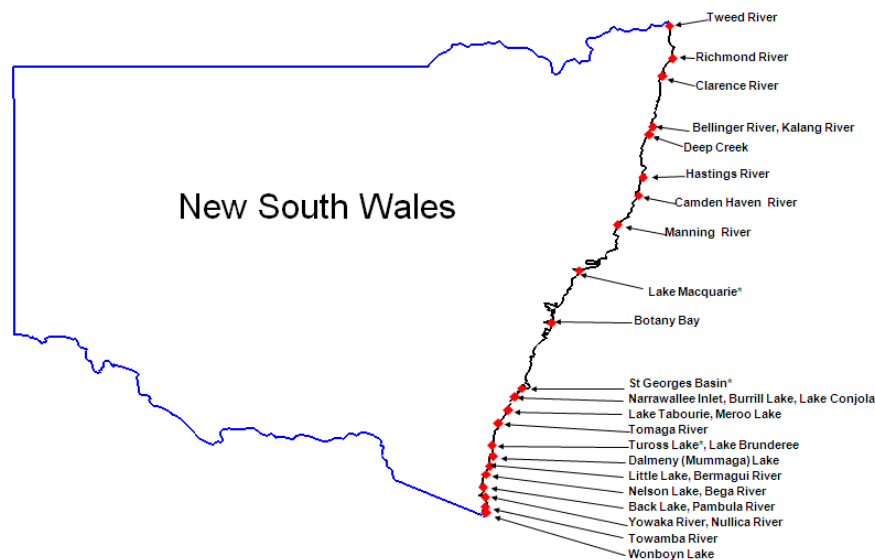 Tweed River
Richmond River
Clarence River
Bellinger River, Kalang River
Deep Creek
Hastings River
New South Wales
Camden Haven River
Manning River
Lake Macquarie*
Botany Bay
St Georges Basin*
Narrawallee Inlet, Burrill Lake, Lake Conjola
Lake Tabourie, Meroo Lake
Tomaga River
Tuross Lake*, Lake Brunderee
Dalmeny (Mummaga) Lake
Little Lake, Bermagui River
Nelson Lake, Bega River
Back Lake, Pambula River
Yowaka River, Nullica River
Towamba River
Wonboyn Lake